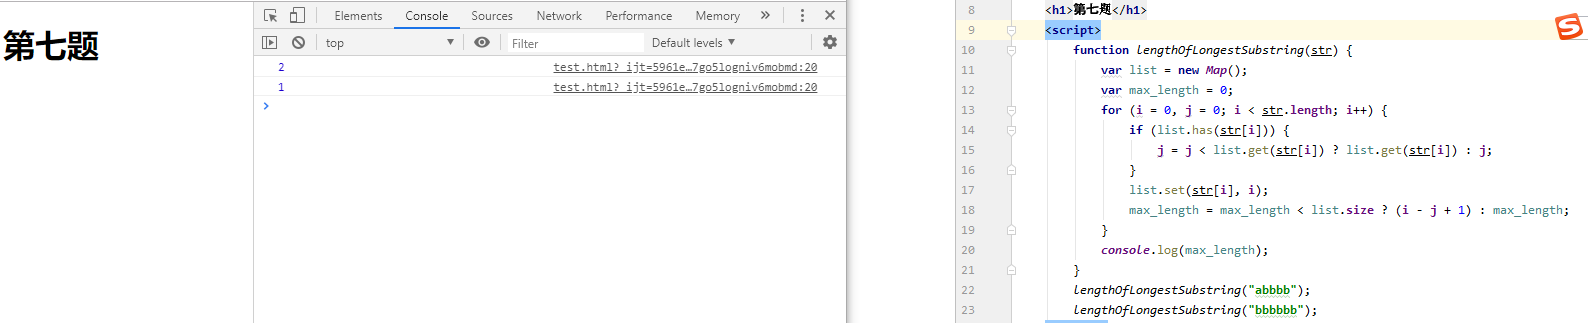 第七题
Elements Console Sources Network Performance Memory »
top Filter Default levels
2 test.html?_ijt=5961e…7go5logniv6mobmd:20
1 test.html?_ijt=5961e…7go5logniv6mobmd:20
>
8 <h1>第七题</h1>
9 <script>
10 function lengthOfLongestSubstring(str) {
11 var list = new Map();
12 var max_length = 0;
13 for (i = 0, j = 0; i < str.length; i++) {
14 if (list.has(str[i])) {
15 j = j < list.get(str[i]) ? list.get(str[i]) : j;
16 }
17 list.set(str[i], i);
18 max_length = max_length < list.size ? (i - j + 1) : max_length;
19 }
20 console.log(max_length);
21 }
22 lengthOfLongestSubstring("abbbb");
23 lengthOfLongestSubstring("bbbbbb");
S